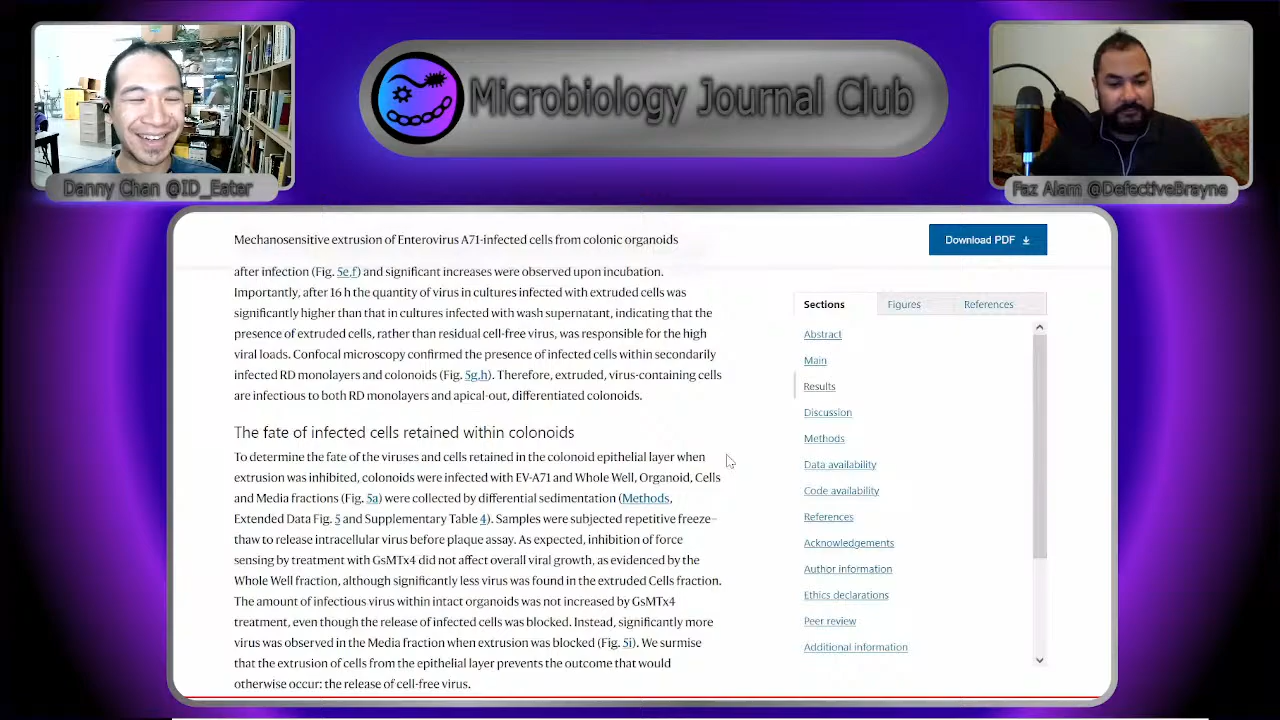 Microbiology Journal Club
Danny Chan @ID_Eater
Faz Alam @DefectiveBrayne
Mechanosensitive extrusion of Enterovirus A71-infected cells from colonic organoids
Download PDF
after infection (Fig. 5e,f) and significant increases were observed upon incubation.
Importantly, after 16 h the quantity of virus in cultures infected with extruded cells was
significantly higher than that in cultures infected with wash supernatant, indicating that the
presence of extruded cells, rather than residual cell-free virus, was responsible for the high
viral loads. Confocal microscopy confirmed the presence of infected cells within secondarily
infected RD monolayers and colonoids (Fig. 5g,h). Therefore, extruded, virus-containing cells
are infectious to both RD monolayers and apical-out, differentiated colonoids.
The fate of infected cells retained within colonoids
To determine the fate of the viruses and cells retained in the colonoid epithelial layer when
extrusion was inhibited, colonoids were infected with EV-A71 and Whole Well, Organoid, Cells
and Media fractions (Fig. 5a) were collected by differential sedimentation (Methods,
Extended Data Fig. 5 and Supplementary Table 4). Samples were subjected repetitive freeze–
thaw to release intracellular virus before plaque assay. As expected, inhibition of force
sensing by treatment with GsMTx4 did not affect overall viral growth, as evidenced by the
Whole Well fraction, although significantly less virus was found in the extruded Cells fraction.
The amount of infectious virus within intact organoids was not increased by GsMTx4
treatment, even though the release of infected cells was blocked. Instead, significantly more
virus was observed in the Media fraction when extrusion was blocked (Fig. 5i). We surmise
that the extrusion of cells from the epithelial layer prevents the outcome that would
otherwise occur: the release of cell-free virus.
Sections
Figures
References
Abstract
Main
Results
Discussion
Methods
Data availability
Code availability
References
Acknowledgements
Author information
Ethics declarations
Peer review
Additional information